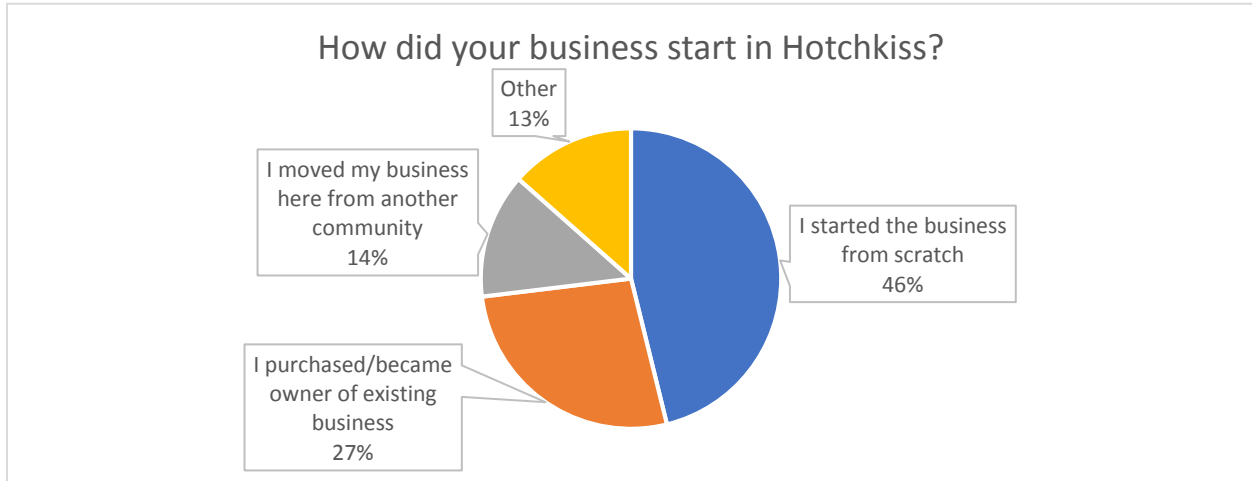 How did your business start in Hotchkiss?
Other
13%
I moved my business
here from another
community
14%
I started the business
from scratch
46%
I purchased/became
owner of existing
business
27%